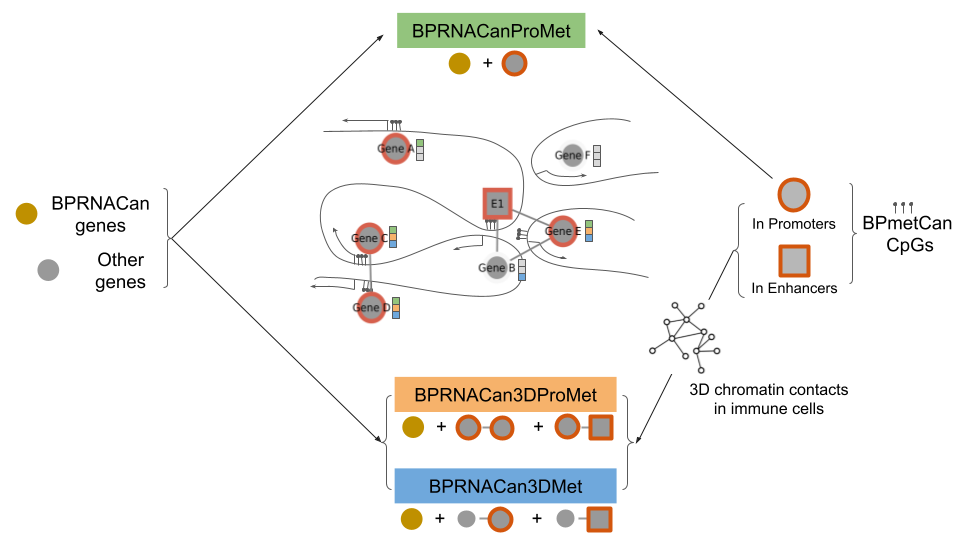 BPRNACanProMet
+
Gene A
Gene F
E1
BPRNACan
genes
Other
genes
Gene C
Gene E
Gene B
Gene D
In Promoters
In Enhancers
BPmetCan
CpGs
3D chromatin contacts
in immune cells
BPRNACan3DProMet
+ +
BPRNACan3DMet
+ +